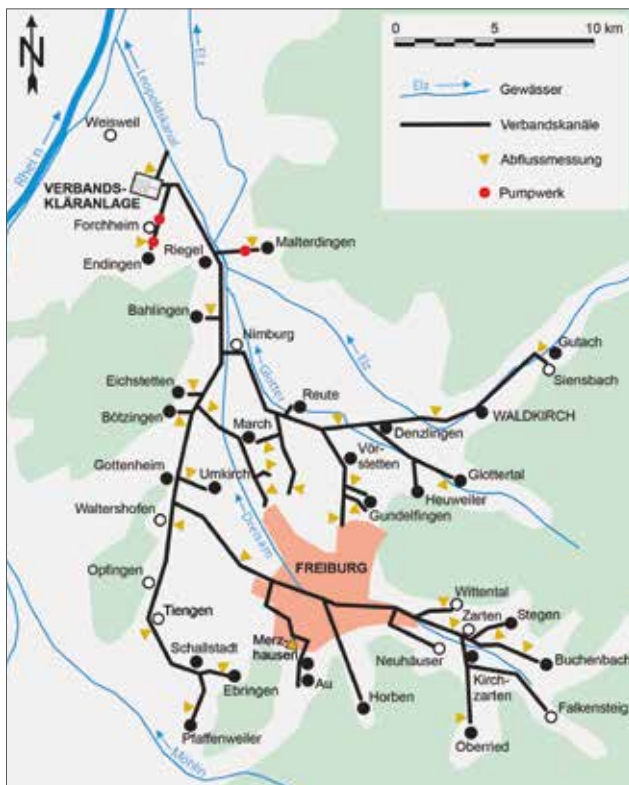 N
0 5 10 km
Elz
Gewässer
Verbandskanäle
Abflussmessung
Pumpwerk
Rhein
Leopoldskanal
Elz
Weisweil
VERBANDS-
KLÄRANLAGE
Forchheim
Endingen
Riegel
Malterdingen
Bahlingen
Nimburg
Elz
Glotter
Gutach
Siensbach
Eichstetten
Reute
Bötzingen
March
WALDKIRCH
Denzlingen
Vör-
stetten
Gottenheim
Umkirch
Glottertal
Heuweiler
Gundelfingen
Waltershofen
Dreisam
FREIBURG
Opfingen
Wittental
Zarten
Stegen
Tiengen
Merz-
hausen
Schallstadt
Neuhäuser
Buchenbach
Ebringen
Au
Horben
Kirch-
zarten
Falkensteig
Pfaffenweiler
Oberried
Möhlin